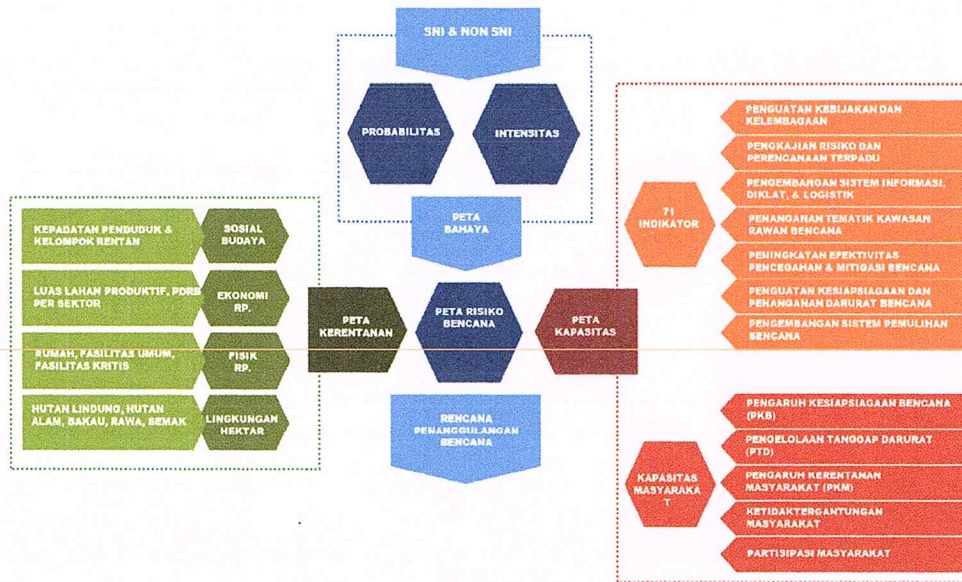 SNI & NON SNI
PROBABILITAS
INTENSITAS
PETA
BAHAYA
KEPADATAN PENDUDUK &
KELOMPOK RENTAN
SOSIAL
BUDAYA
LUAS LAHAN PRODUKTIF, PDRB
PER SEKTOR
EKONOMI
RP.
RUMAH, FASILITAS UMUM,
FASILITAS KRITIS
FISIK
RP.
HUTAN LINDUNG, HUTAN
ALAM, BAKAU, RAWA, SEMAK
LINGKUNGAN
HEKTAR
PETA
KERENTANAN
PETA RISIKO
BENCANA
PETA
KAPASITAS
RENCANA
PENANGGULANGAN
BENCANA
71
INDIKATOR
PENGUATAN KEBIJAKAN DAN
KELEMBAGAAN
PENGKAJIAN RISIKO DAN
PERENCANAAN TERPADU
PENGEMBANGAN SISTEM INFORMASI,
DIKLAT, & LOGISTIK
PENANGANAN TEMATIK KAWASAN
RAWAN BENCANA
PENINGKATAN EFEKTIVITAS
PENCEGAHAN & MITIGASI BENCANA
PENGUATAN KESIAPSIAGAAN DAN
PENANGANAN DARURAT BENCANA
PENGEMBANGAN SISTEM PEMULIHAN
BENCANA
KAPASITAS
MASYARAKA
T
PENGARUH KESIAPSIAGAAN BENCANA
(PKB)
PENGELOLAAN TANGGAP DARURAT
(PTD)
PENGARUH KERENTANAN
MASYARAKAT (PKM)
KETIDAKTERGANTUNGAN
MASYARAKAT
PARTISIPASI MASYARAKAT